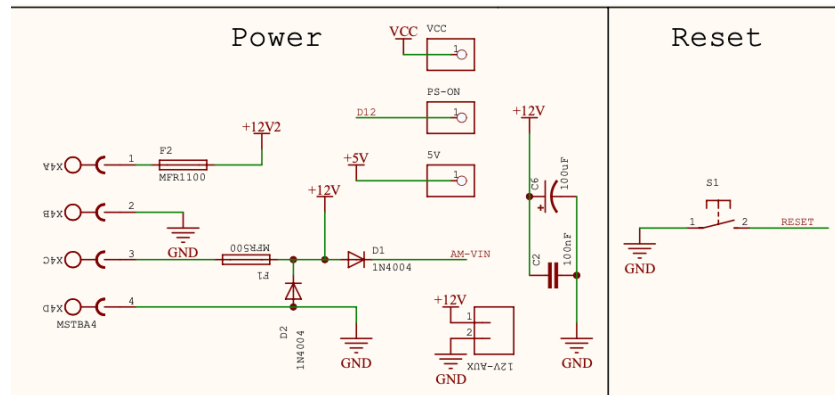 Power
Reset
VCC
VCC
1
PS-ON
D12
1
+12V
+12V2
F2
X4A
1
MFR1100
+5V
5V
1
C6
100uF
+12V
S1
X4B
2
GND
1
2
RESET
D1
X4C
3
MFR500
1N4004
AM-VIN
C2
100nF
GND
F1
+12V
X4D
4
1
MSTBA4
D2
1N4004
2
GND
GND
12V-AUX
GND
GND